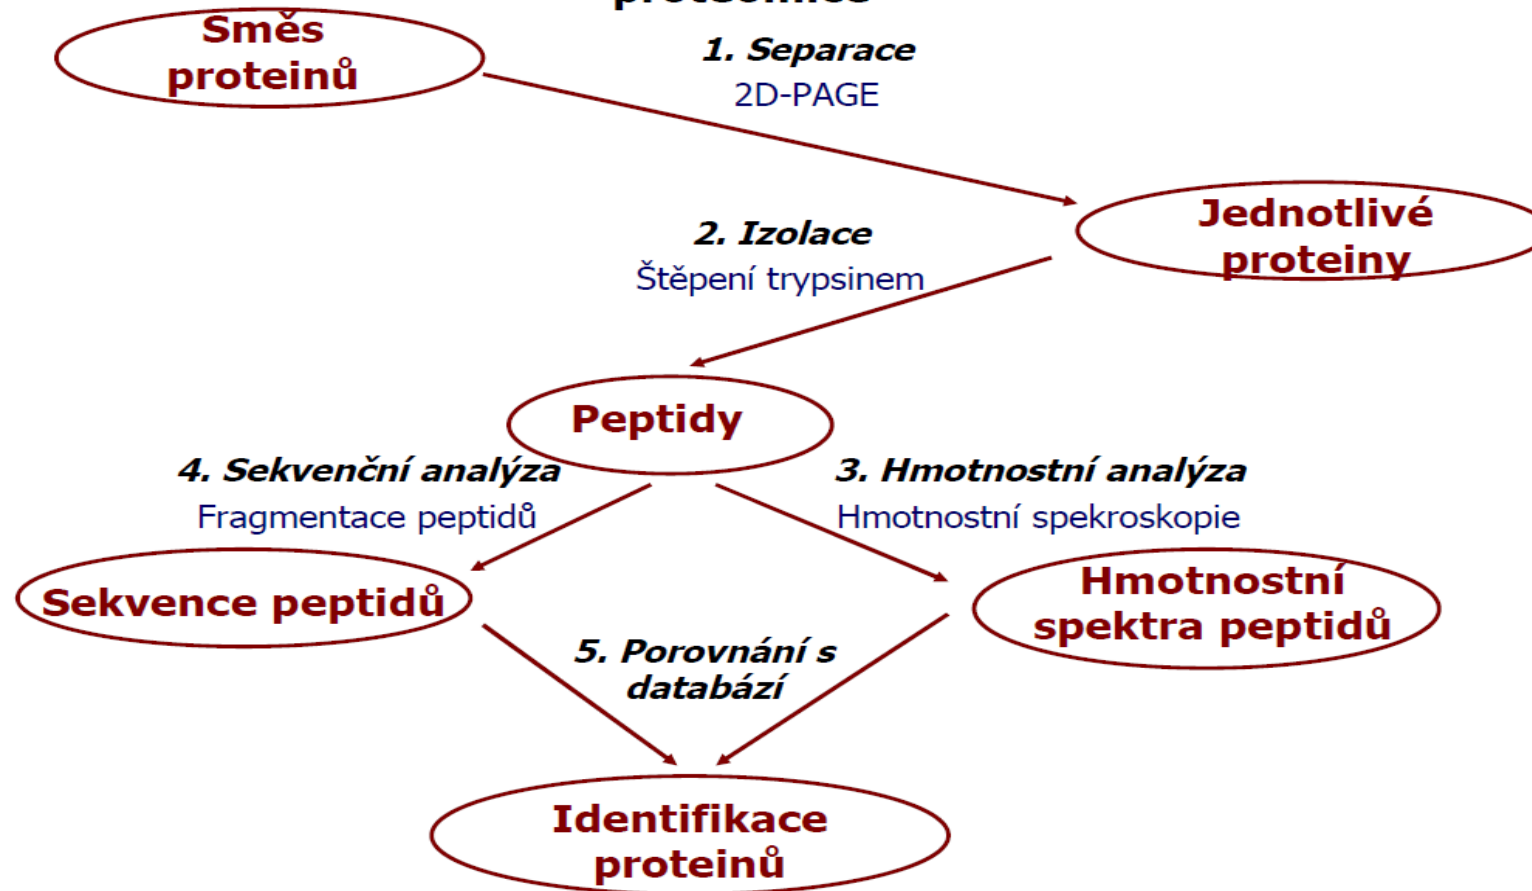 proteomice
Směs
proteinů
1. Separace
2D-PAGE
Jednotlivé
proteiny
2. Izolace
Štěpení trypsinem
Peptidy
4. Sekvenční analýza
Fragmentace peptidů
3. Hmotnostní analýza
Hmotnostní spekroskopie
Sekvence peptidů
Hmotnostní
spektra peptidů
5. Porovnání s
databází
Identifikace
proteinů